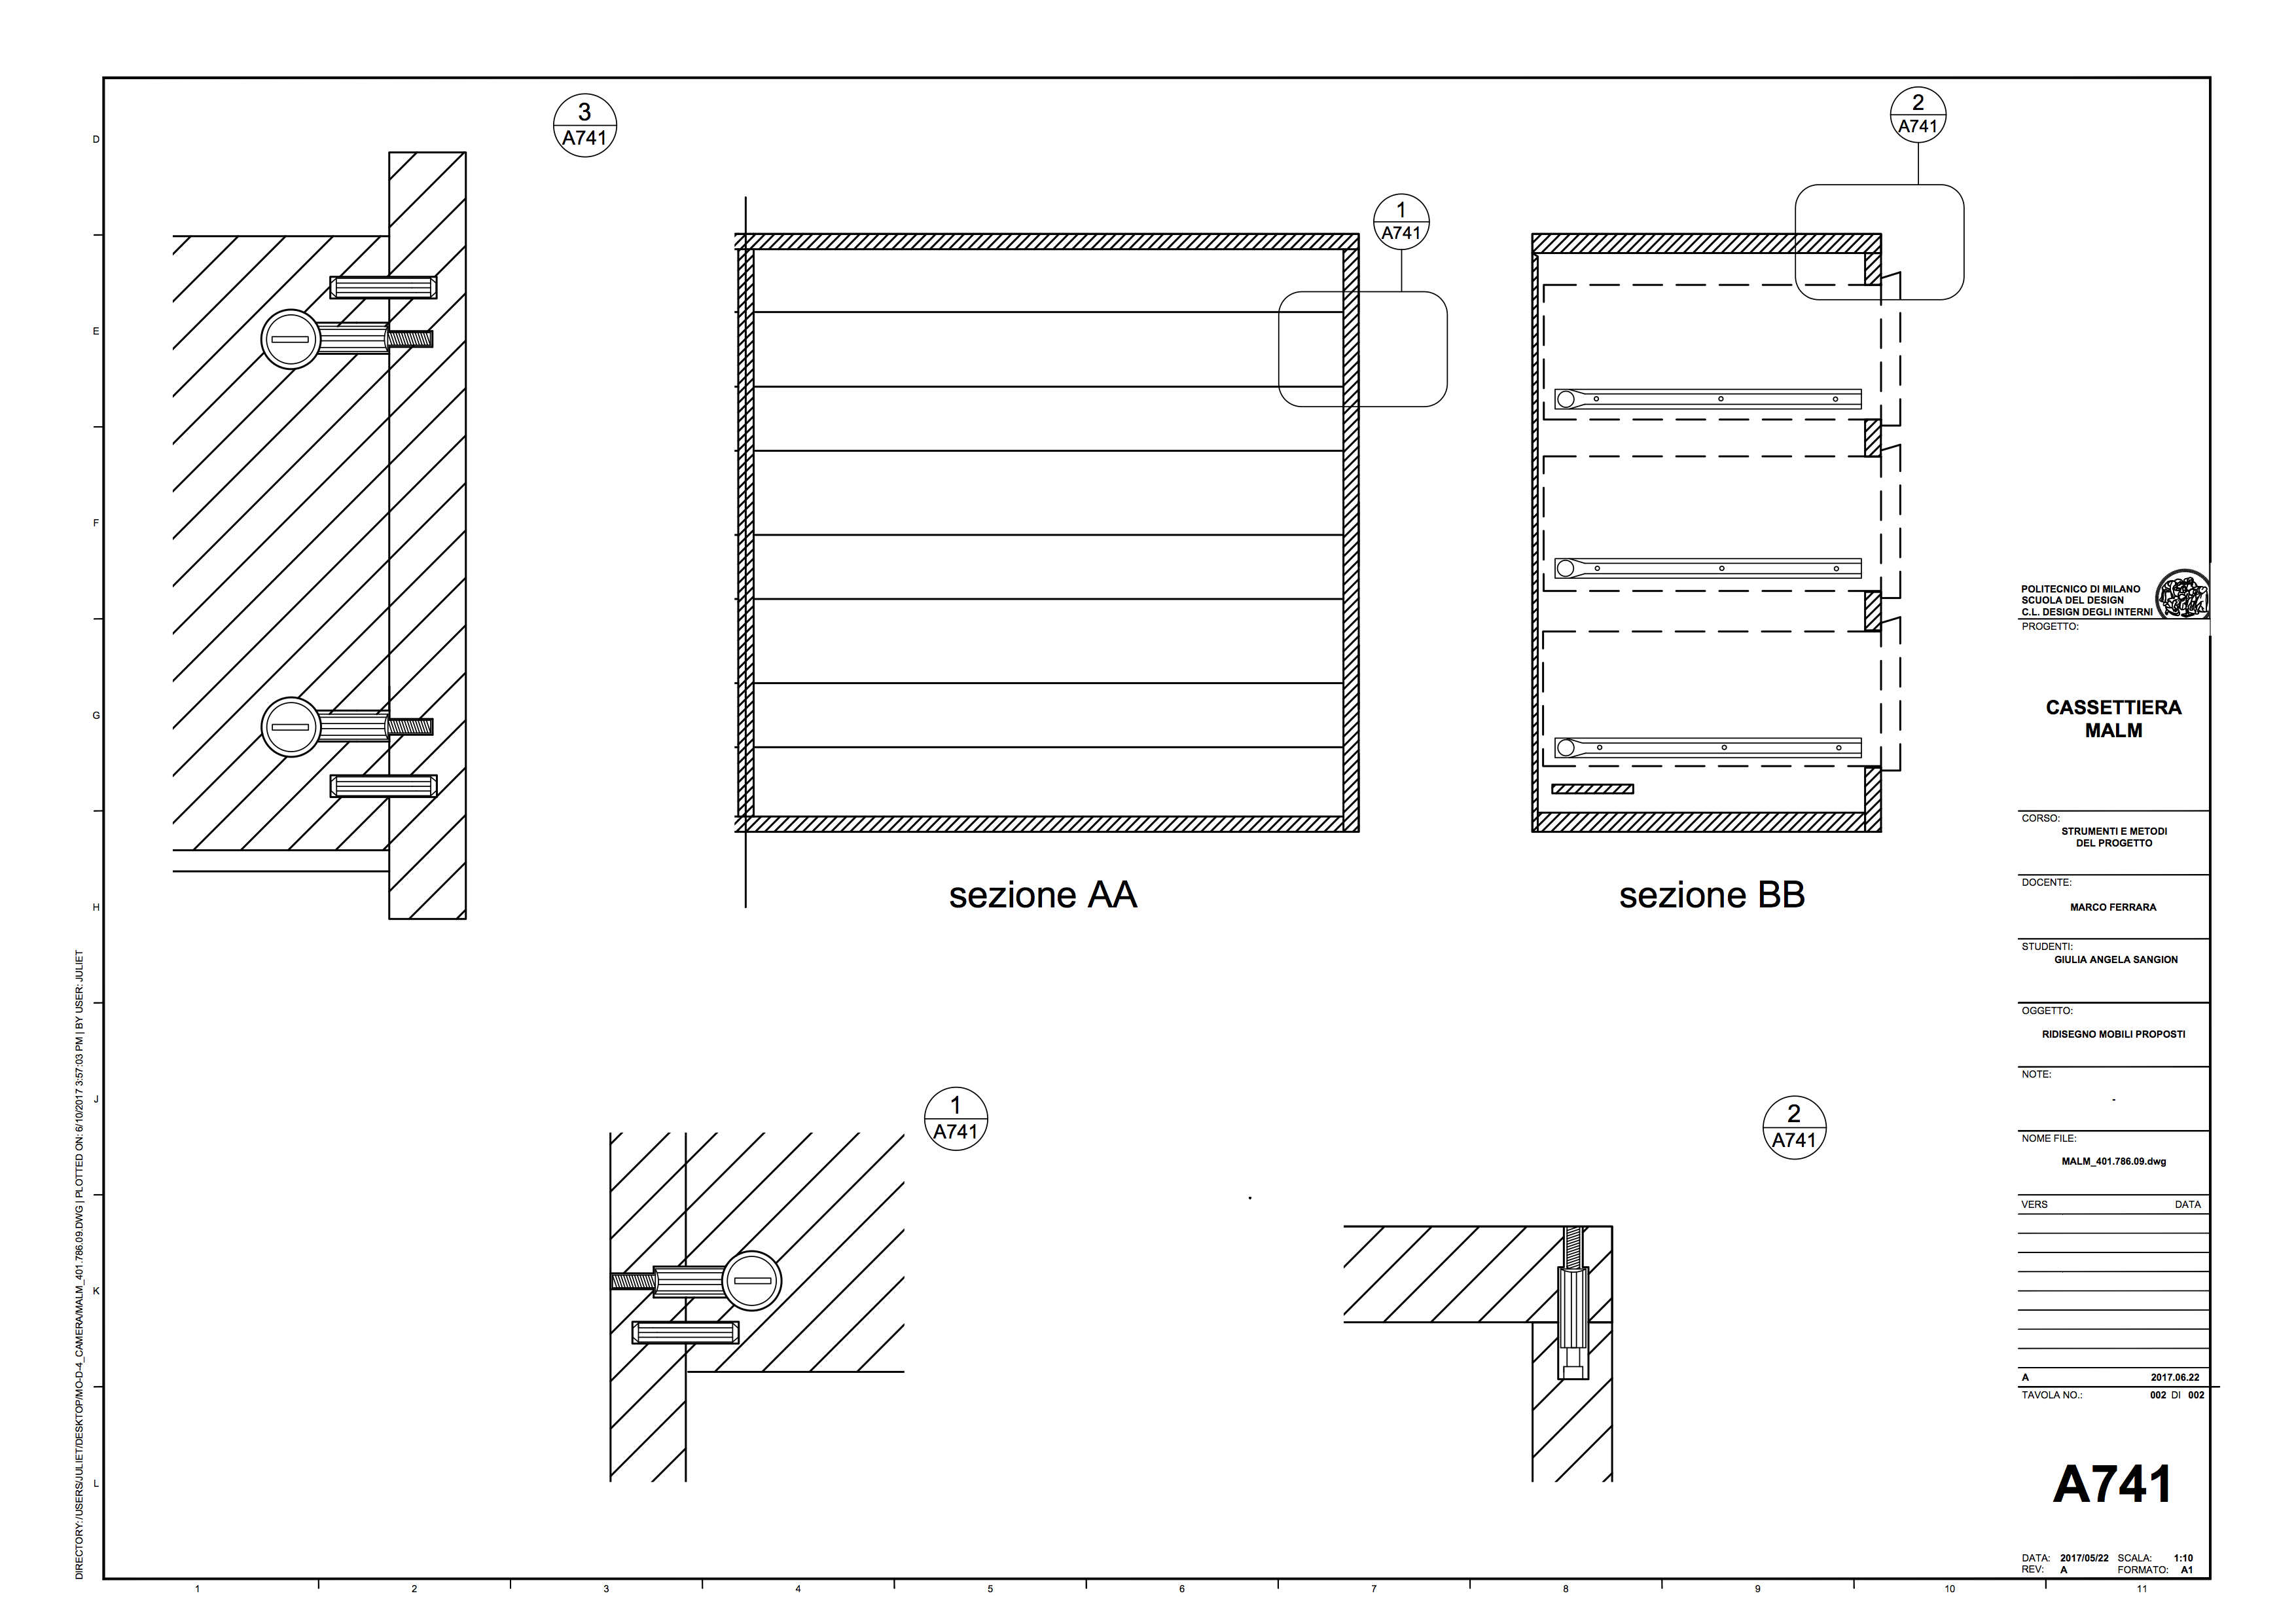 3
A741
2
A741
1
A741
sezione AA
sezione BB
1
A741
2
A741
D
E
F
G
H
J
K
L
1
2
3
4
5
6
7
8
9
10
11
DIRECTORY: /USERS/JULIET/DESKTOP/MO-D-4_CAMERA/MALM_401.786.09.DWG | PLOTTED ON: 6/10/2017 3:57:03 PM | BY USER: JULIET
POLITECNICO DI MILANO
SCUOLA DEL DESIGN
C.L. DESIGN DEGLI INTERNI
PROGETTO:
CASSETTIERA
MALM
CORSO:
STRUMENTI E METODI
DEL PROGETTO
DOCENTE:
MARCO FERRARA
STUDENTI:
GIULIA ANGELA SANGION
OGGETTO:
RIDISEGNO MOBILI PROPOSTI
NOTE:
-
NOME FILE:
MALM_401.786.09.dwg
VERS DATA
A 2017.06.22
TAVOLA NO.: 002 DI 002
A741
DATA: 2017/05/22 SCALA: 1:10
REV: A FORMATO: A1